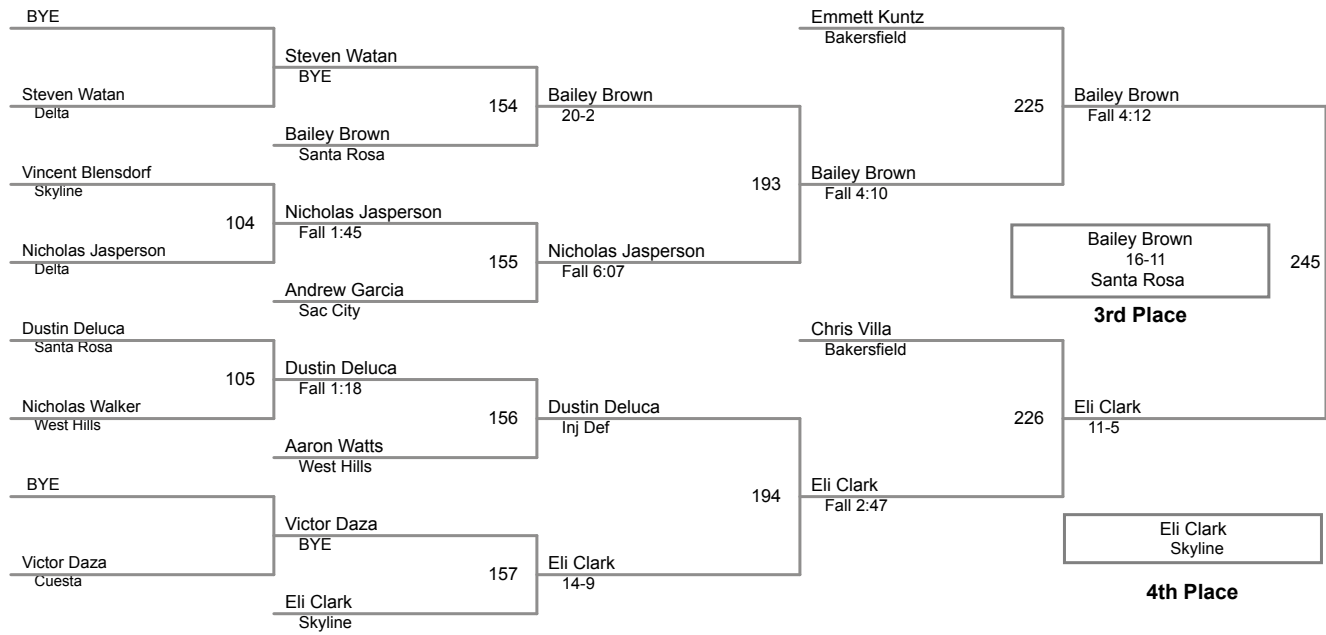 BYE
Steven Watan
Delta
Vincent Blensdorf
Skyline
104
Nicholas Jasperson
Delta
Dustin Deluca
Santa Rosa
105
Nicholas Walker
West Hills
BYE
Victor Daza
Cuesta
Steven Watan
BYE
154
Bailey Brown
Santa Rosa
Nicholas Jasperson
Fall 1:45
155
Andrew Garcia
Sac City
Dustin Deluca
Fall 1:18
156
Aaron Watts
West Hills
Victor Daza
BYE
157
Eli Clark
Skyline
Bailey Brown
20-2
193
Nicholas Jasperson
Fall 6:07
Dustin Deluca
Inj Def
194
Eli Clark
14-9
Emmett Kuntz
Bakersfield
225
Bailey Brown
Fall 4:10
Chris Villa
Bakersfield
226
Eli Clark
Fall 2:47
Bailey Brown
Fall 4:12
Bailey Brown
16-11
Santa Rosa
245
3rd Place
Eli Clark
11-5
Eli Clark
Skyline
4th Place